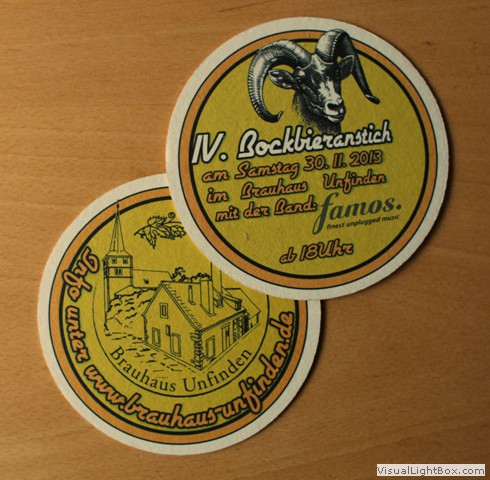 IV. Bockbieranstich
am Samstag 30. 11. 2013
im Brauhaus Unfinden
mit der Band: famos.
finest unplugged music
ab 18Uhr
Brauhaus Unfinden
Info unter www.brauhaus-unfinden.de
VisualLightBox.com